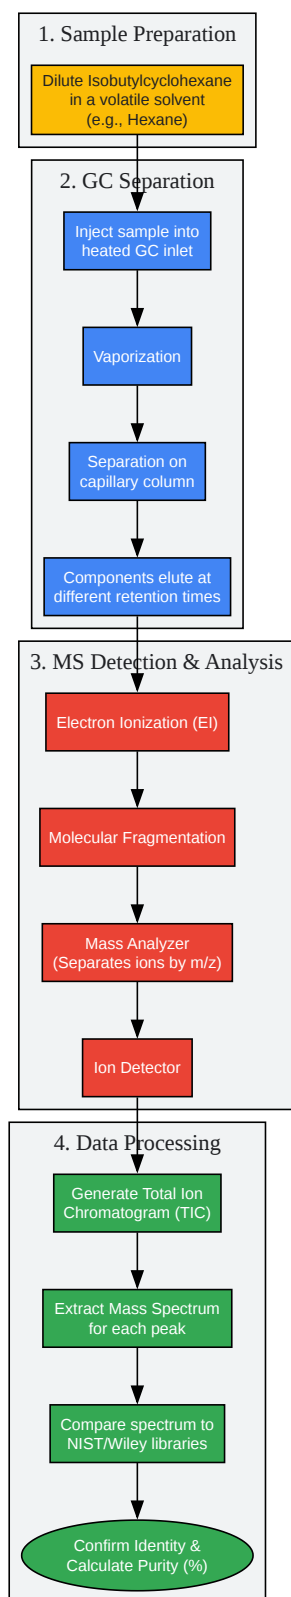 1. Sample Preparation
Dilute Isobutylcyclohexane
in a volatile solvent
(e.g., Hexane)
2. GC Separation
Inject sample into
heated GC inlet
Vaporization
Separation on
capillary column
Components elute at
different retention times
3. MS Detection & Analysis
Electron Ionization (EI)
Molecular Fragmentation
Mass Analyzer
(Separates ions by m/z)
Ion Detector
4. Data Processing
Generate Total Ion
Chromatogram (TIC)
Extract Mass Spectrum
for each peak
Compare spectrum to
NIST/Wiley libraries
Confirm Identity &
Calculate Purity (%)